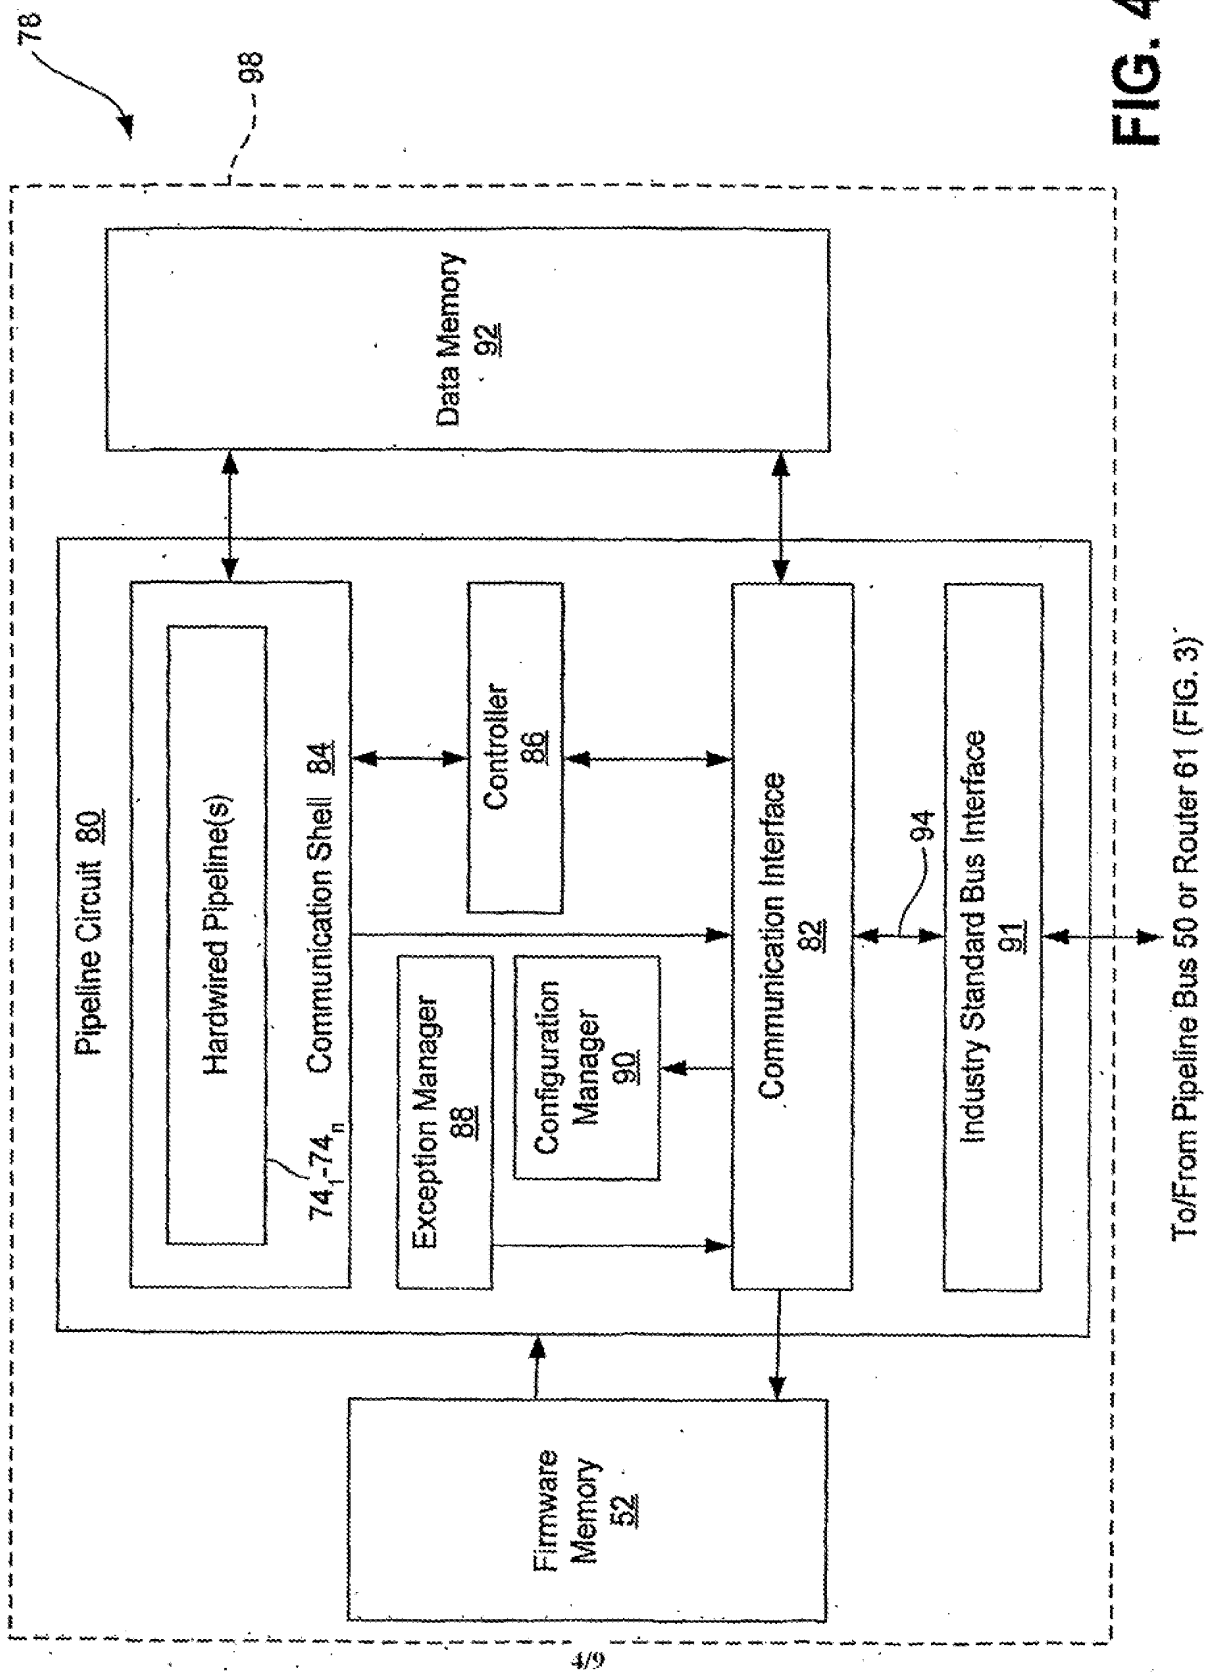 78
98
Pipeline Circuit 80
Hardwired Pipeline(s)
74₁-74ₙ
Communication Shell 84
Exception Manager
88
Controller
86
Configuration
Manager
90
Communication Interface
82
94
Industry Standard Bus Interface
91
Firmware
Memory
52
Data Memory
92
To/From Pipeline Bus 50 or Router 61 (FIG. 3)
FIG. 4